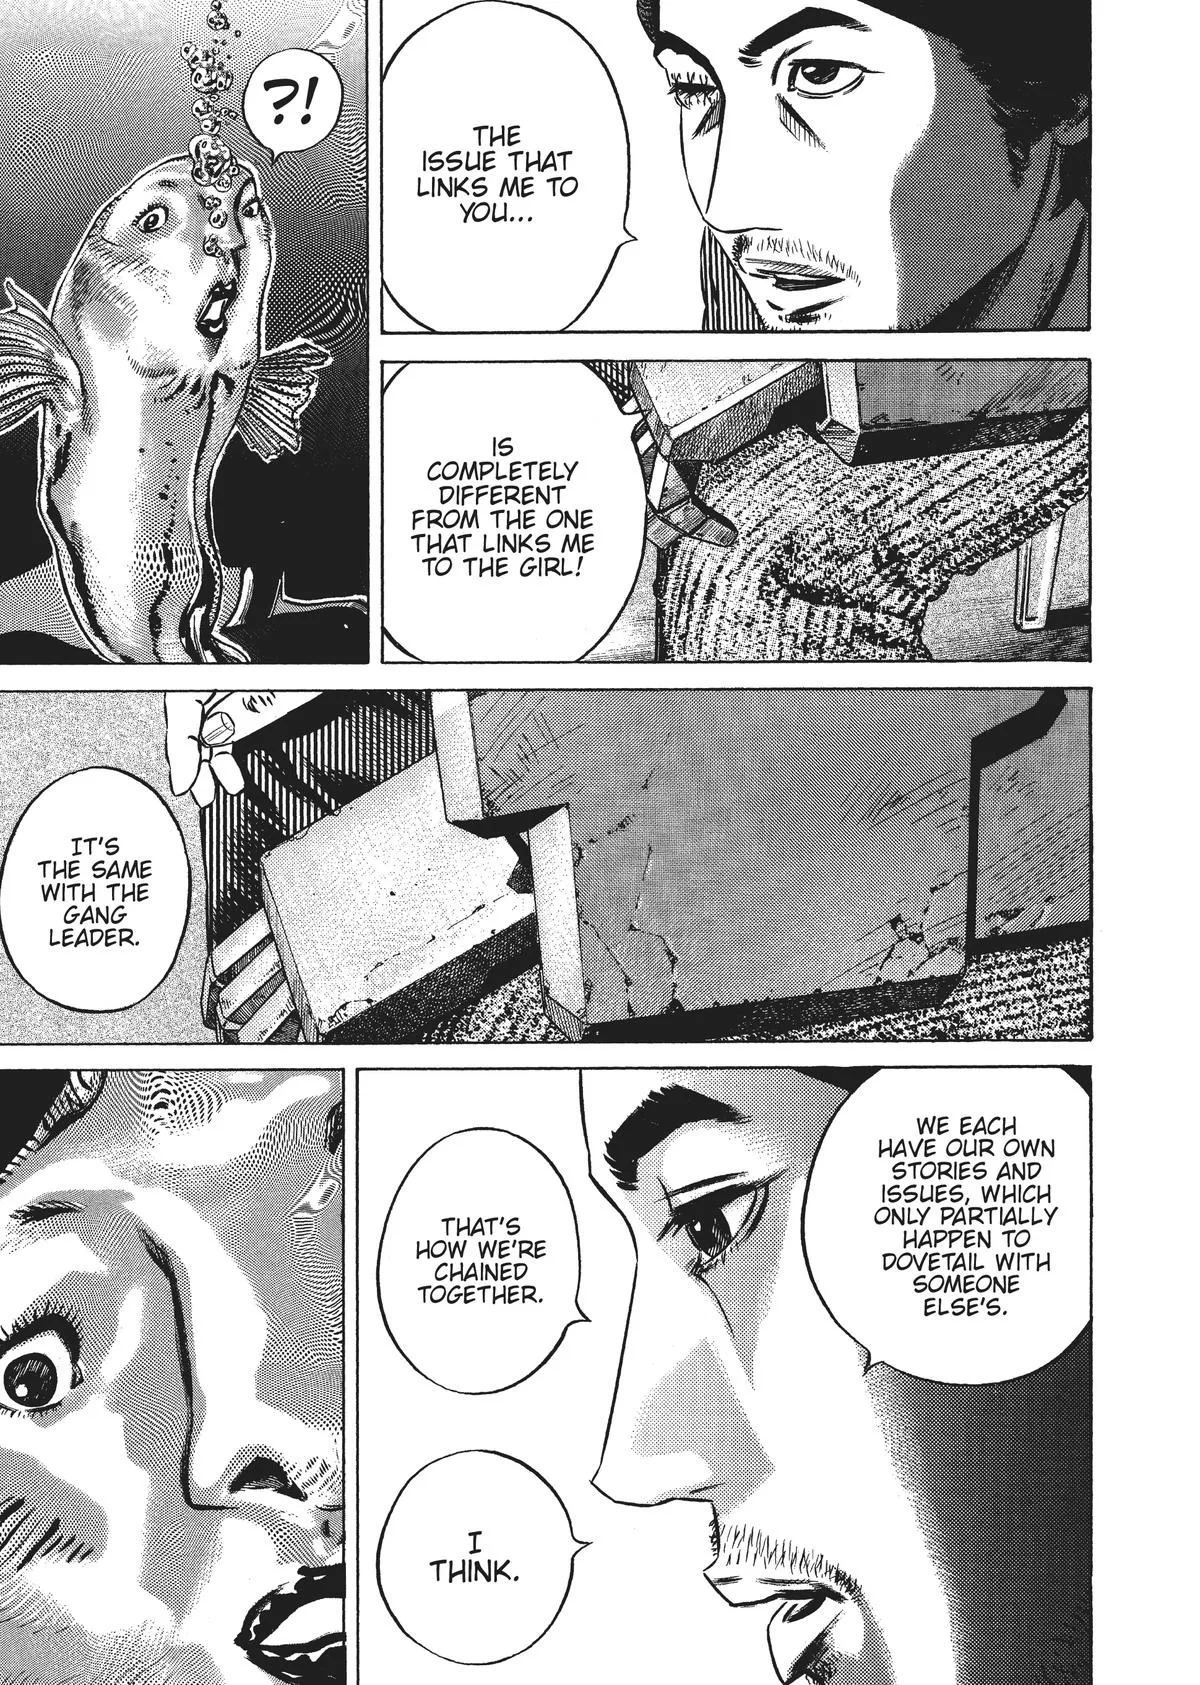 THE
ISSUE THAT
LINKS ME TO
YOU...
?!
IS
COMPLETELY
DIFFERENT
FROM THE ONE
THAT LINKS ME
TO THE GIRL!
IT'S
THE SAME
WITH THE
GANG
LEADER.
WE EACH
HAVE OUR OWN
STORIES AND
ISSUES, WHICH
ONLY PARTIALLY
HAPPEN TO
DOVETAIL WITH
SOMEONE
ELSE'S.
THAT'S
HOW WE'RE
CHAINED
TOGETHER.
I
THINK.